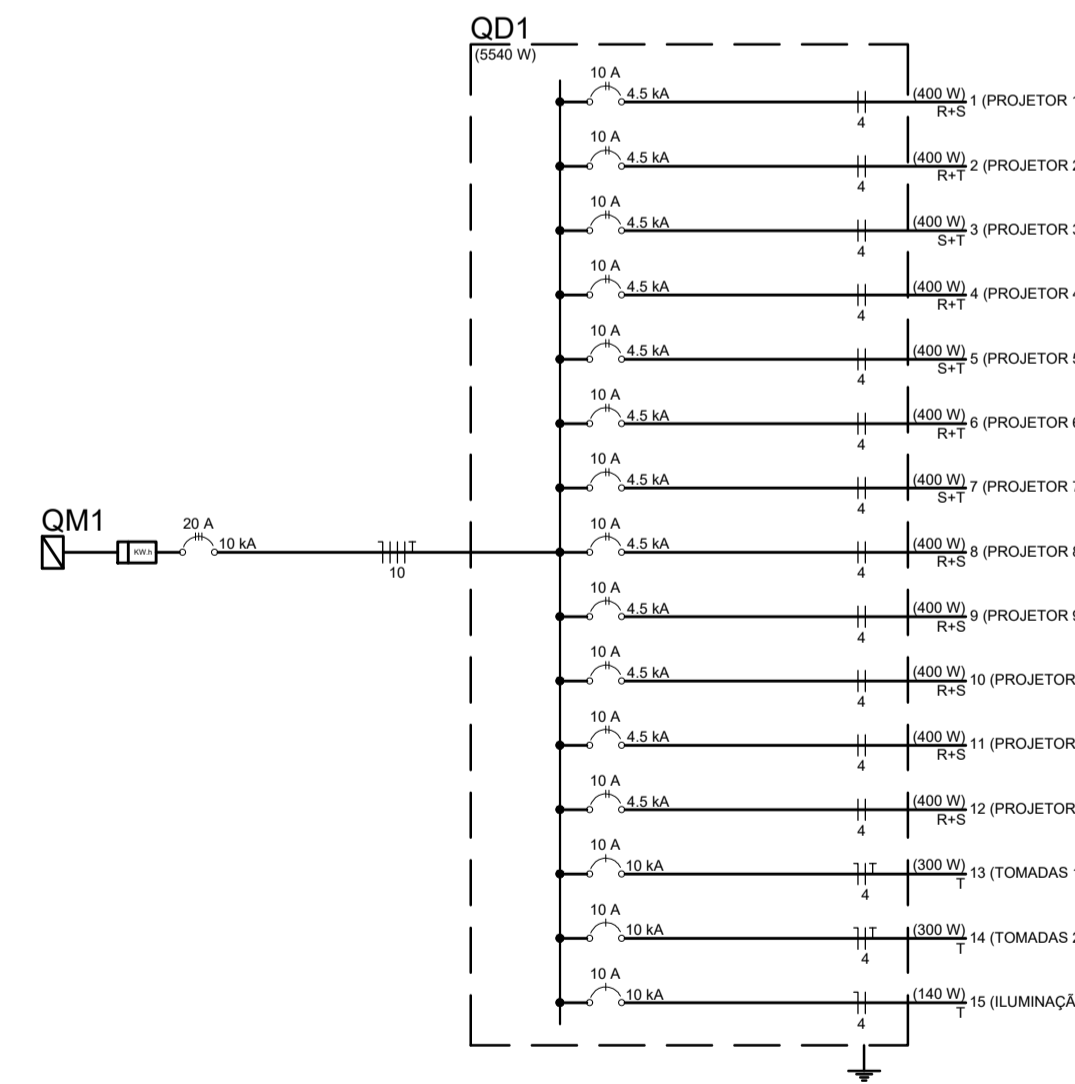 QD1
(5540 W)
10 A
4.5 kA
4
(400 W)
R+S
1 (PROJETOR
10 A
4.5 kA
4
(400 W)
R+T
2 (PROJETOR
10 A
4.5 kA
4
(400 W)
S+T
3 (PROJETOR
10 A
4.5 kA
4
(400 W)
R+T
4 (PROJETOR
10 A
4.5 kA
4
(400 W)
S+T
5 (PROJETOR
10 A
4.5 kA
4
(400 W)
R+T
6 (PROJETOR
10 A
4.5 kA
4
(400 W)
S+T
7 (PROJETOR
QM1
KW.h
20 A
10 kA
10
10 A
4.5 kA
4
(400 W)
R+S
8 (PROJETOR
10 A
4.5 kA
4
(400 W)
R+S
9 (PROJETOR
10 A
4.5 kA
4
(400 W)
R+S
10 (PROJETOR
10 A
4.5 kA
4
(400 W)
R+S
11 (PROJETOR
10 A
4.5 kA
4
(400 W)
R+S
12 (PROJETOR
10 A
10 kA
4
(300 W)
T
13 (TOMADAS
10 A
10 kA
4
(300 W)
T
14 (TOMADAS
10 A
10 kA
4
(140 W)
T
15 (ILUMINAÇÃ